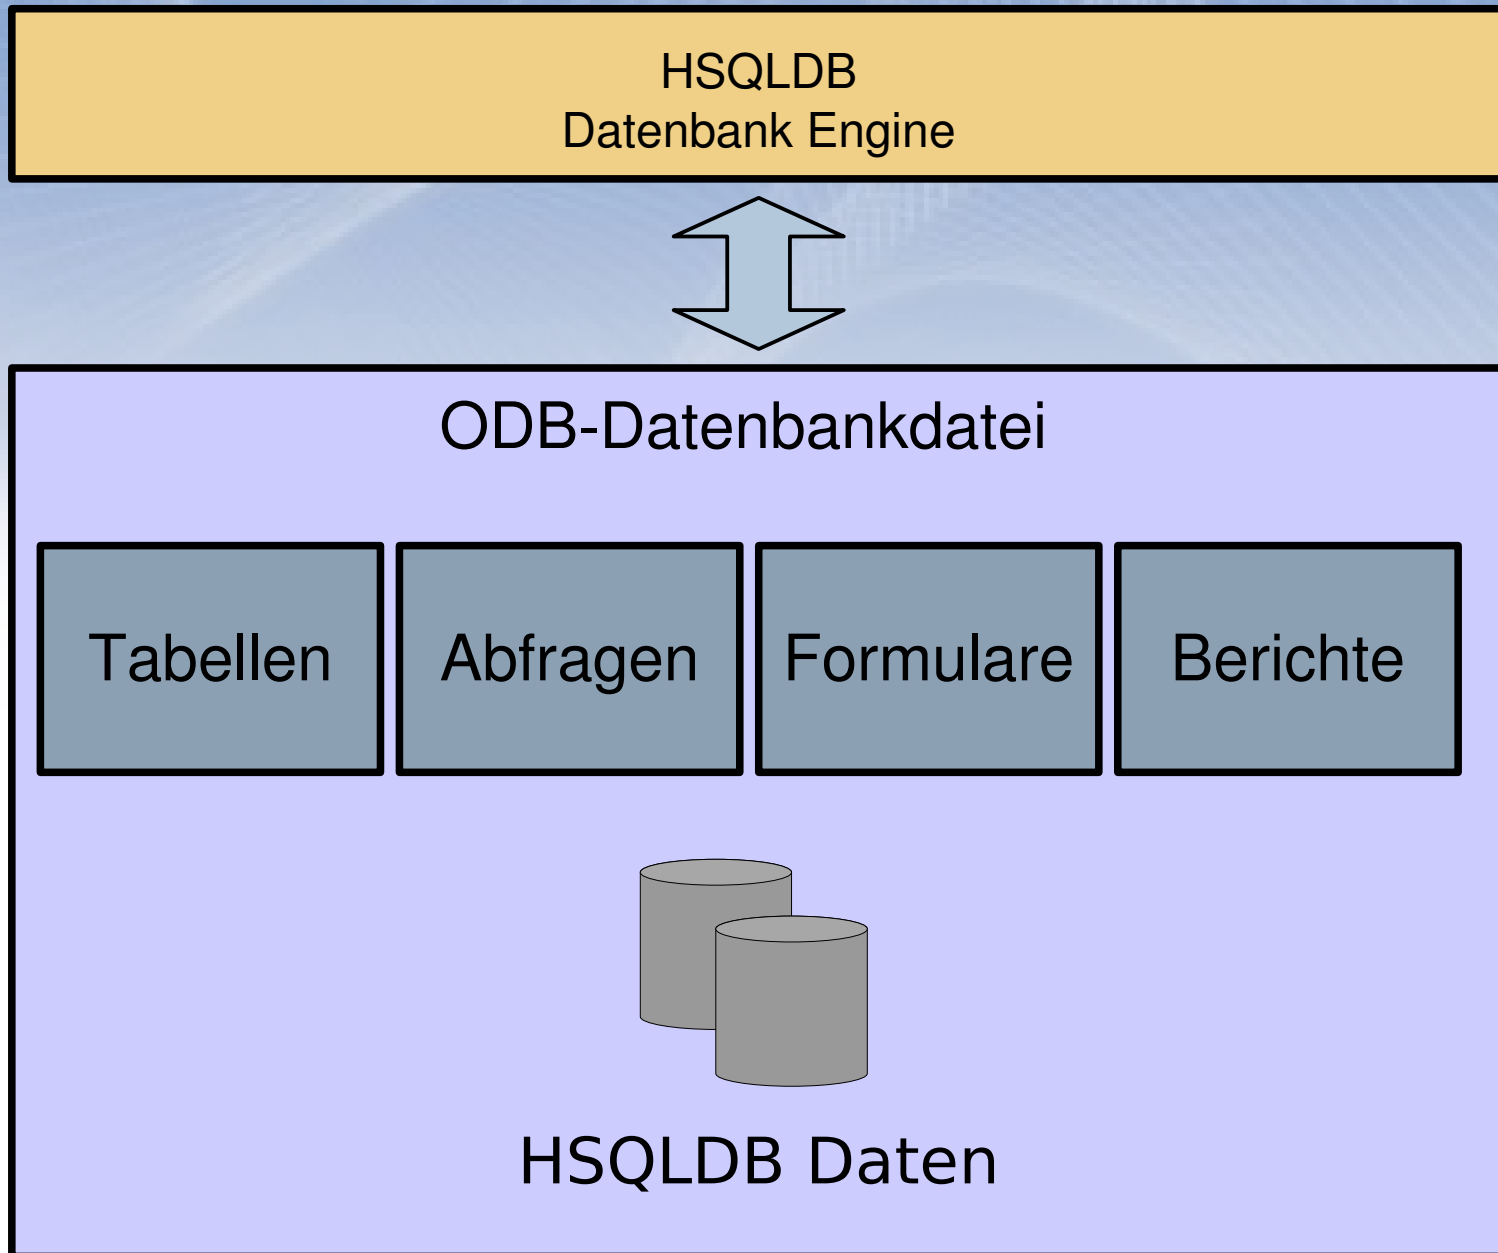 HSQLDB
Datenbank Engine
ODB-Datenbankdatei
Tabellen
Abfragen
Formulare
Berichte
HSQLDB Daten